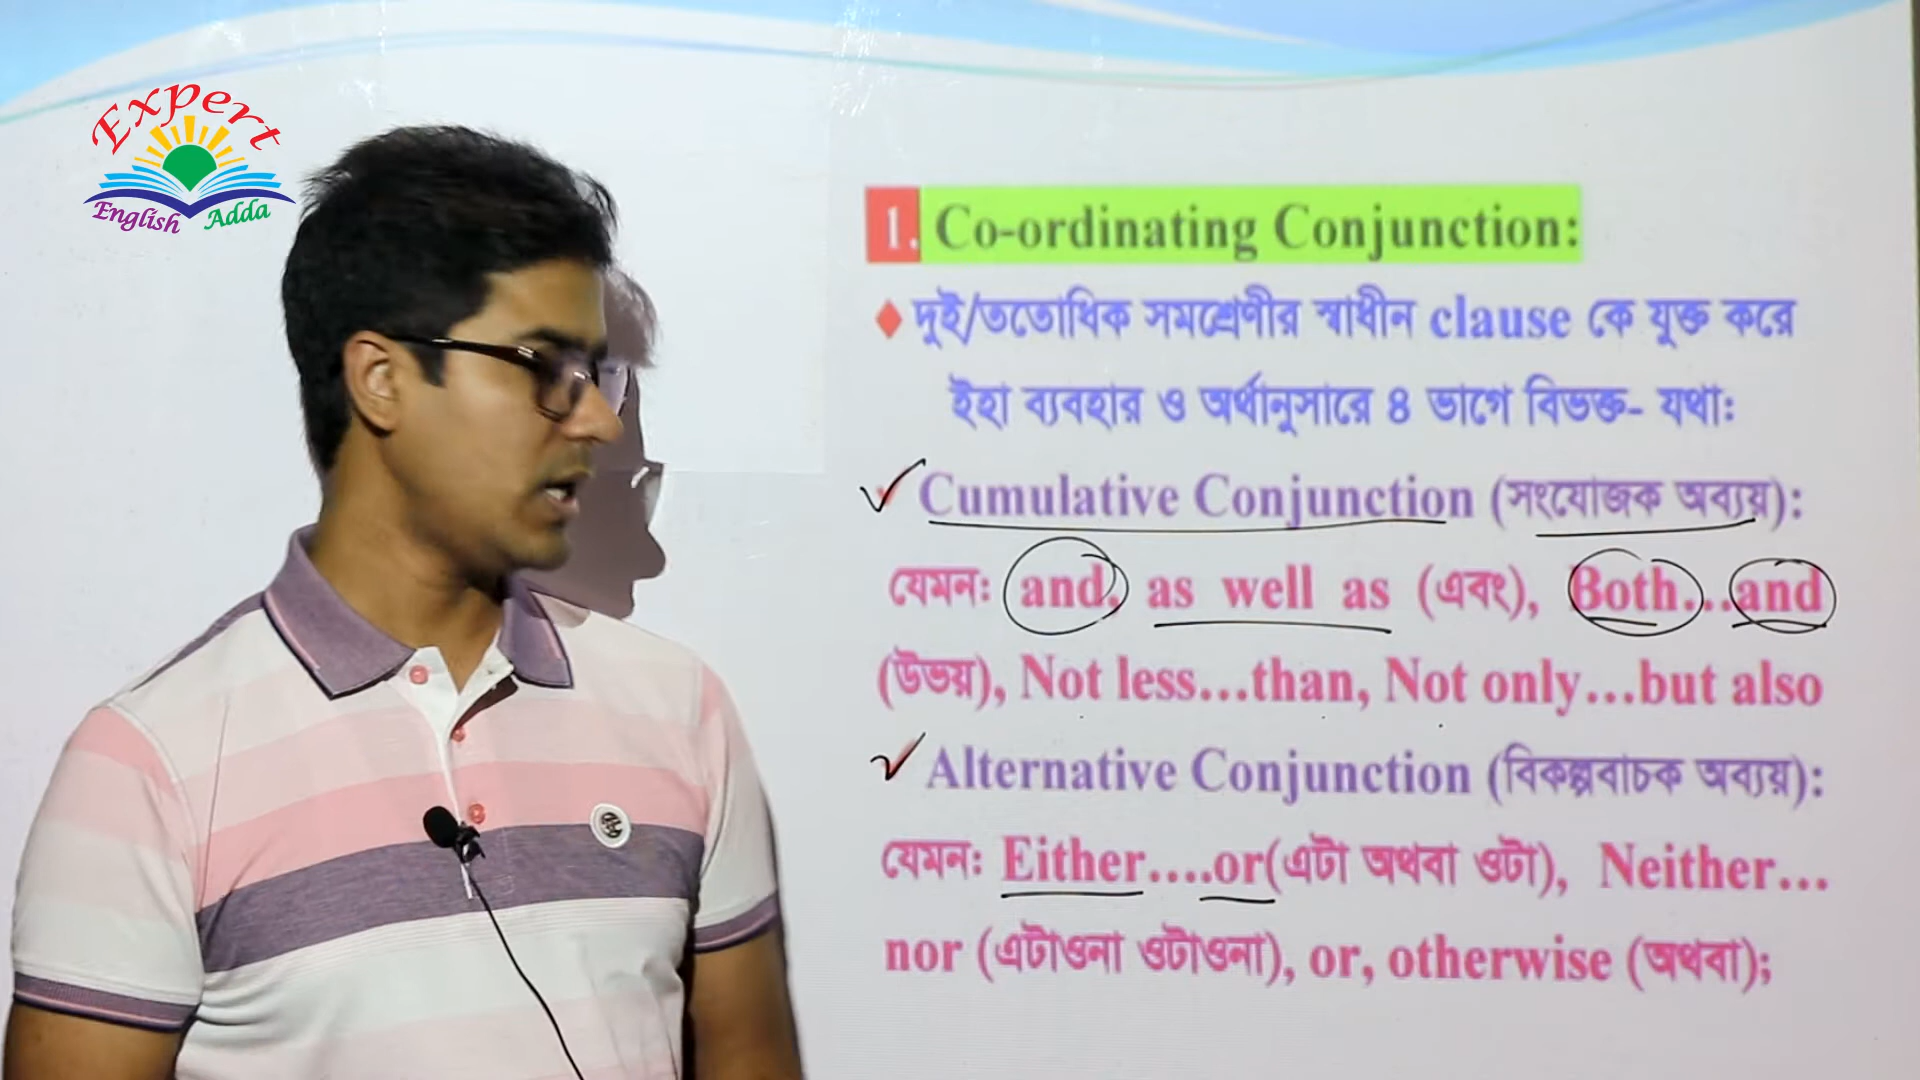 Expert
English Adda
1. Co-ordinating Conjunction:
দুই/ততোধিক সমশ্রেণীর স্বাধীন clause কে যুক্ত করে
ইহা ব্যবহার ও অর্থানুসারে ৪ ভাগে বিভক্ত- যথা:
Cumulative Conjunction (সংযোজক অব্যয়):
যেমন: and, as well as (এবং), Both...and
(উভয়), Not less...than, Not only...but also
Alternative Conjunction (বিকল্পবাচক অব্যয়):
যেমন: Either....or(এটা অথবা ওটা), Neither...
nor (এটাওনা ওটাওনা), or, otherwise (অথবা);